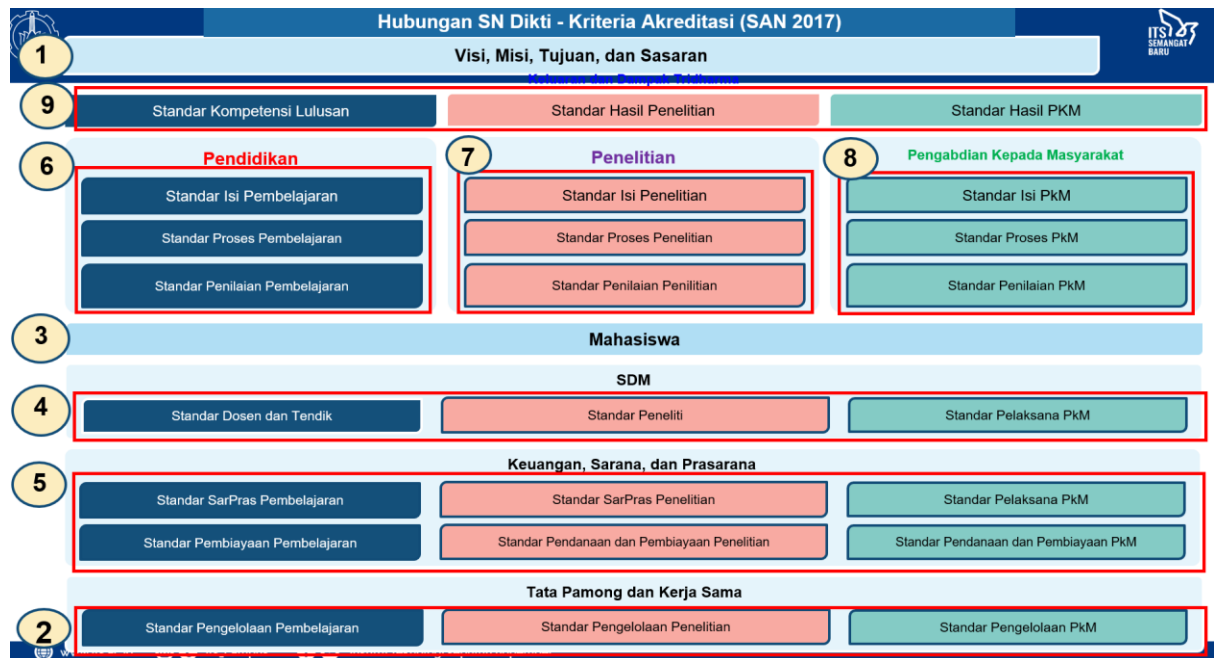 Hubungan SN Dikti - Kriteria Akreditasi (SAN 2017)
ITS
SEMANGAT
BARU
1
Visi, Misi, Tujuan, dan Sasaran
Keluaran dan Dampak Tridharma
9
Standar Kompetensi Lulusan
Standar Hasil Penelitian
Standar Hasil PKM
6
Pendidikan
Standar Isi Pembelajaran
Standar Proses Pembelajaran
Standar Penilaian Pembelajaran
7
Penelitian
Standar Isi Penelitian
Standar Proses Penelitian
Standar Penilaian Penilitian
8
Pengabdian Kepada Masyarakat
Standar Isi PkM
Standar Proses PkM
Standar Penilaian PkM
3
Mahasiswa
SDM
4
Standar Dosen dan Tendik
Standar Peneliti
Standar Pelaksana PkM
Keuangan, Sarana, dan Prasarana
5
Standar SarPras Pembelajaran
Standar SarPras Penelitian
Standar Pelaksana PkM
Standar Pembiayaan Pembelajaran
Standar Pendanaan dan Pembiayaan Penelitian
Standar Pendanaan dan Pembiayaan PkM
Tata Pamong dan Kerja Sama
2
Standar Pengelolaan Pembelajaran
Standar Pengelolaan Penelitian
Standar Pengelolaan PkM